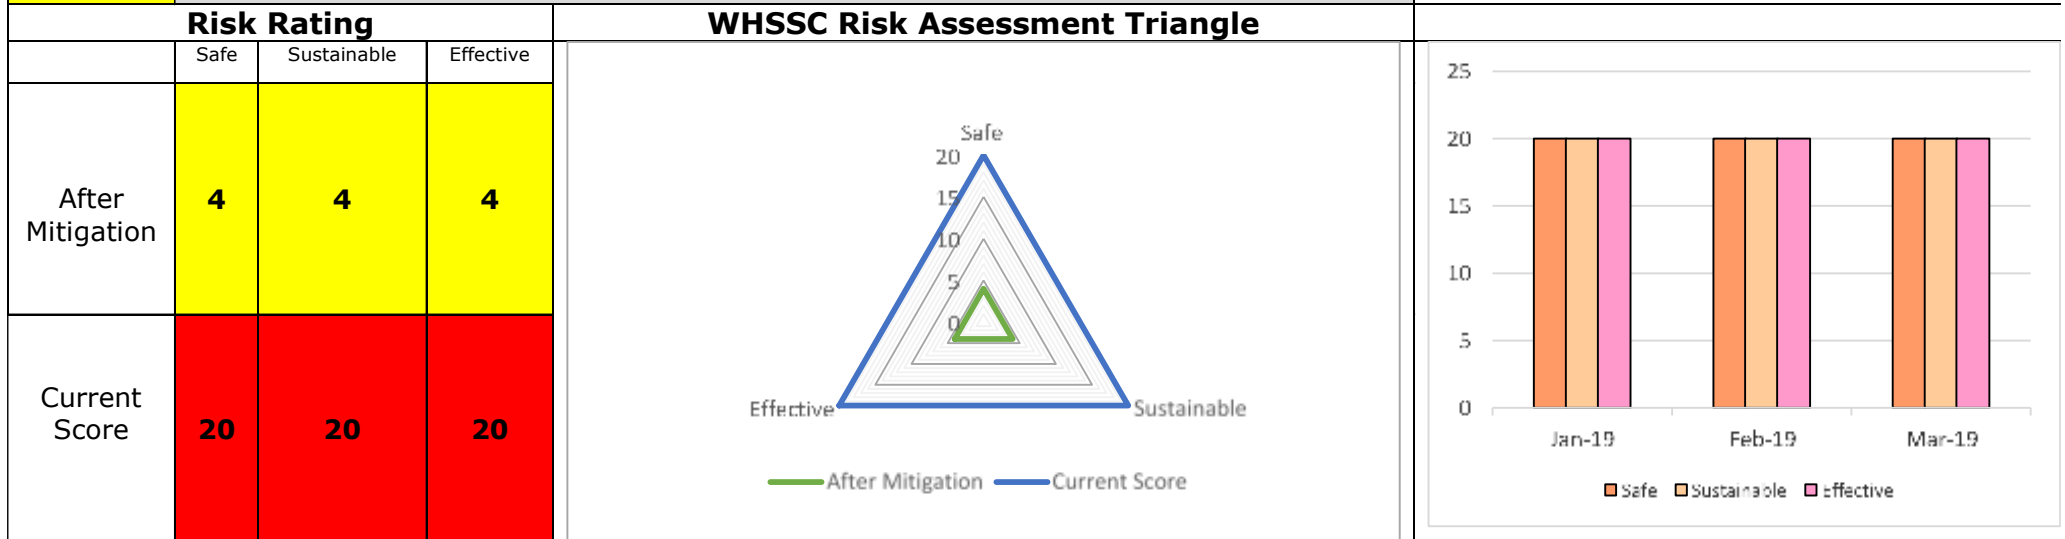 Risk Rating
WHSSC Risk Assessment Triangle
Safe Sustainable Effective
After
Mitigation
4 4 4
Current
Score
20 20 20
Safe
20
15
10
5
0
Effective
Sustainable
After Mitigation Current Score
25
20
15
10
5
0
Jan-19 Feb-19 Mar-19
Safe Sustainable Effective